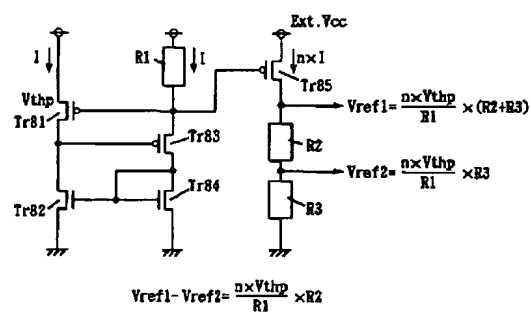 Ext.Vcc
I
R1
I
n×I
Vthp
Tr81
Tr85
Vref1= n×Vthp / R1 ×(R2+R3)
Tr83
R2
Vref2= n×Vthp / R1 ×R3
Tr82
Tr84
R3
Vref1-Vref2= n×Vthp / R1 ×R2